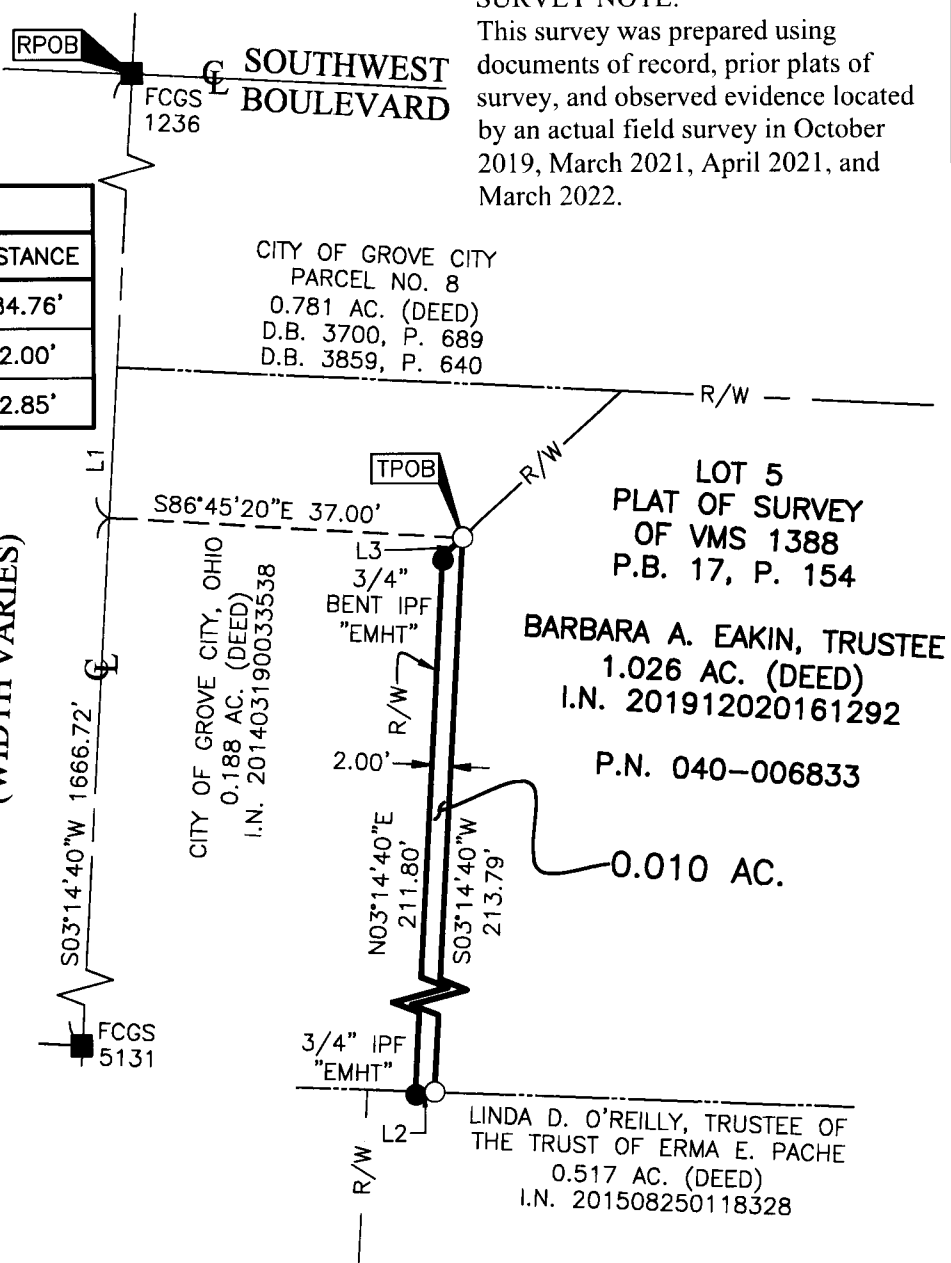 SURVEY NOTE:
This survey was prepared using
documents of record, prior plats of
survey, and observed evidence located
by an actual field survey in October
2019, March 2021, April 2021, and
March 2022.
RPOB
FCGS
1236
℄ SOUTHWEST
BOULEVARD
STANCE
34.76'
2.00'
2.85'
CITY OF GROVE CITY
PARCEL NO. 8
0.781 AC. (DEED)
D.B. 3700, P. 689
D.B. 3859, P. 640
R/W
R/W
L1
TPOB
S86°45'20"E 37.00'
L3
3/4"
BENT IPF
"EMHT"
LOT 5
PLAT OF SURVEY
OF VMS 1388
P.B. 17, P. 154
BARBARA A. EAKIN, TRUSTEE
1.026 AC. (DEED)
I.N. 201912020161292
P.N. 040-006833
(WIDTH VARIES)
℄
S03°14'40"W 1666.72'
CITY OF GROVE CITY, OHIO
0.188 AC. (DEED)
I.N. 201403190033538
R/W
2.00'
N03°14'40"E
211.80'
S03°14'40"W
213.79'
0.010 AC.
FCGS
5131
3/4" IPF
"EMHT"
L2
R/W
LINDA D. O'REILLY, TRUSTEE OF
THE TRUST OF ERMA E. PACHE
0.517 AC. (DEED)
I.N. 201508250118328